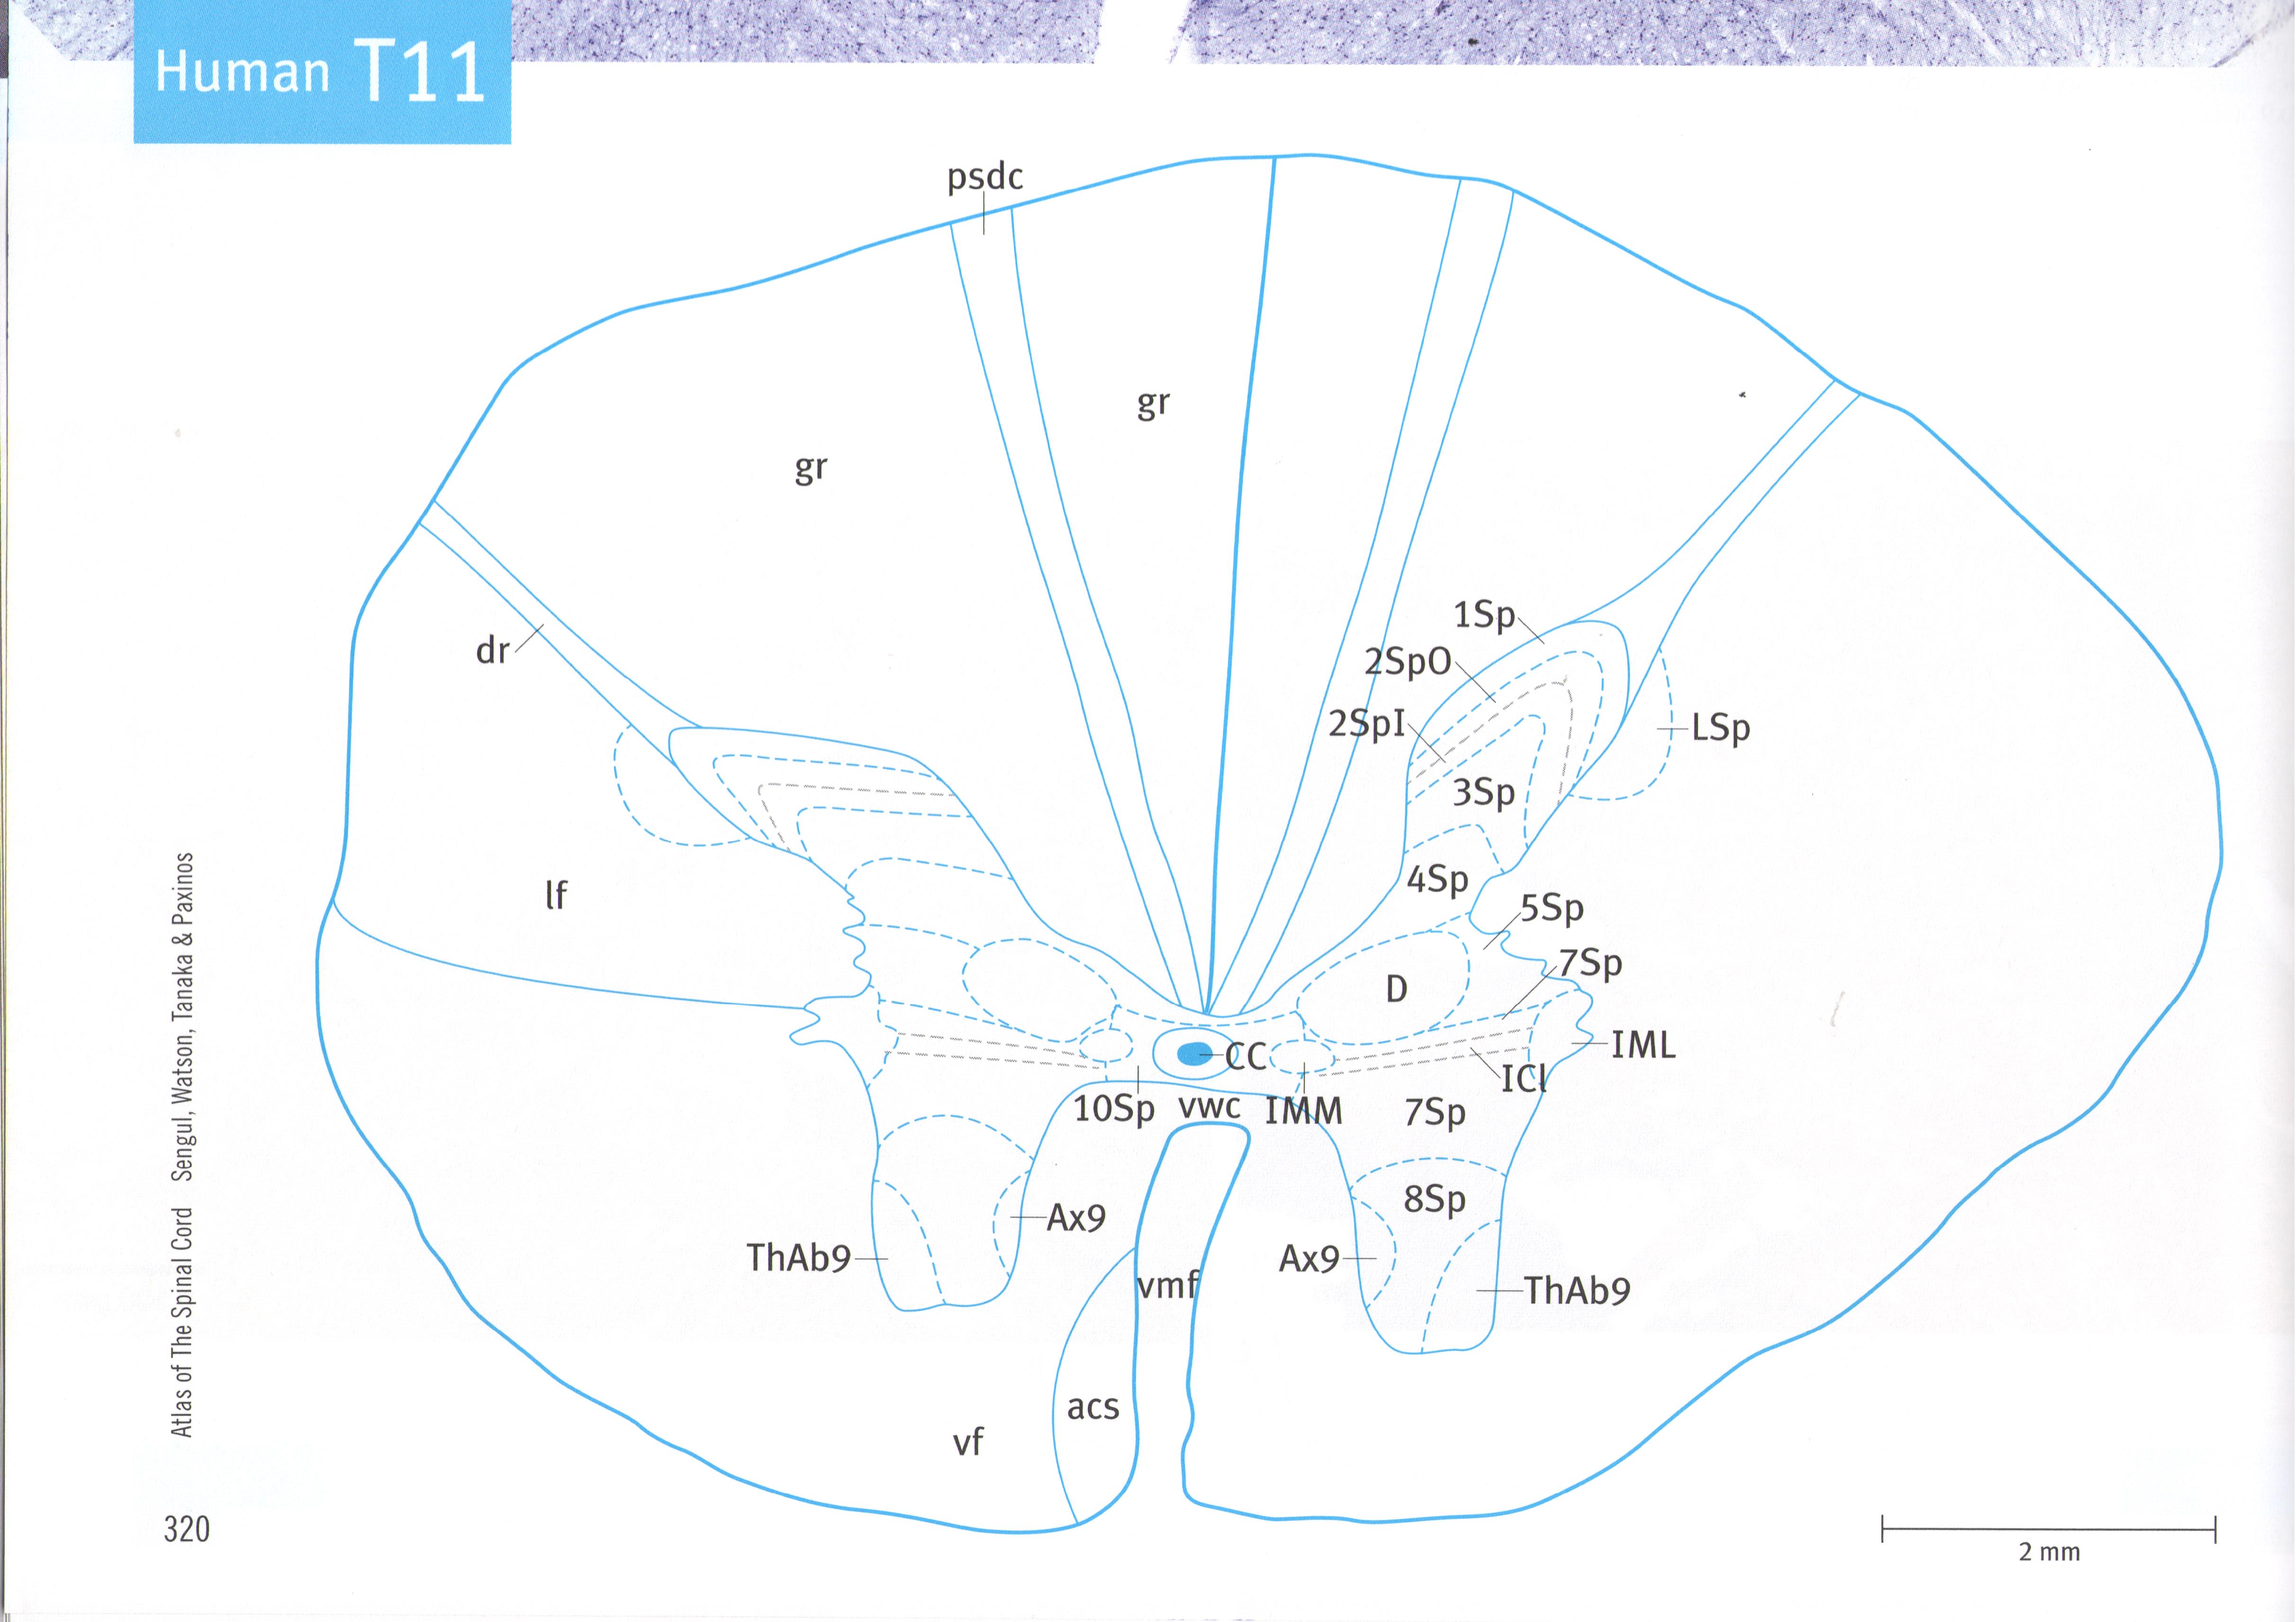 Human T11
psdc
gr
gr
dr
1Sp
2SpO
2SpI
LSp
3Sp
lf
4Sp
5Sp
7Sp
D
IML
CC
ICl
10Sp vwc IMM 7Sp
8Sp
Ax9
ThAb9
Ax9
vmf
ThAb9
acs
vf
Atlas of The Spinal Cord Sengul, Watson, Tanaka & Paxinos
320
2 mm